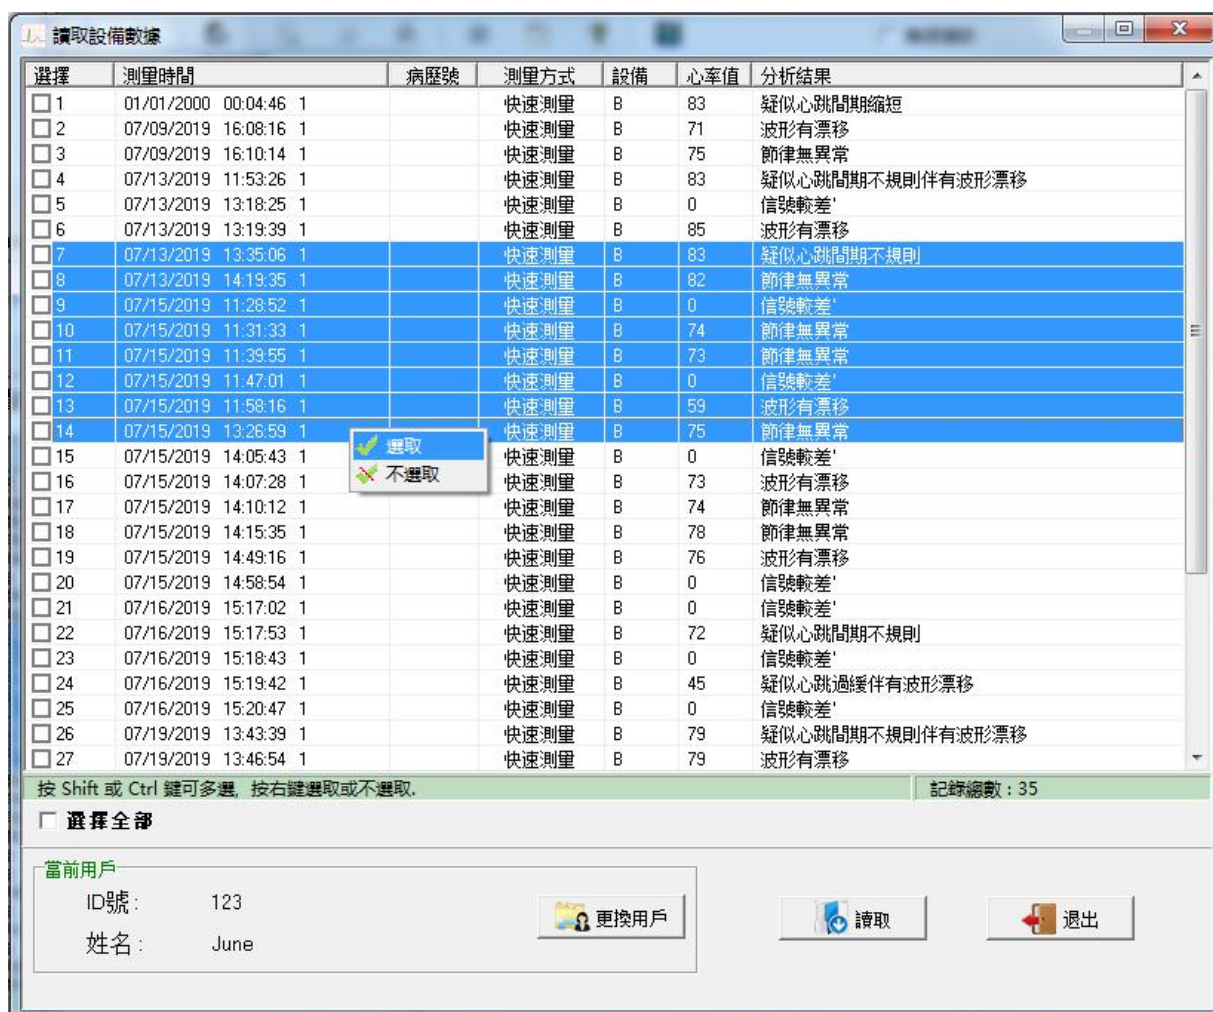 讀取設備數據
選擇 測量時間 病歷號 測量方式 設備 心率值 分析結果
1 01/01/2000 00:04:46 1 快速測量 B 83 疑似心跳間期縮短
2 07/09/2019 16:08:16 1 快速測量 B 71 波形有漂移
3 07/09/2019 16:10:14 1 快速測量 B 75 節律無異常
4 07/13/2019 11:53:26 1 快速測量 B 83 疑似心跳間期不規則伴有波形漂移
5 07/13/2019 13:18:25 1 快速測量 B 0 信號較差'
6 07/13/2019 13:19:39 1 快速測量 B 85 波形有漂移
7 07/13/2019 13:35:06 1 快速測量 B 83 疑似心跳間期不規則
8 07/13/2019 14:19:35 1 快速測量 B 82 節律無異常
9 07/15/2019 11:28:52 1 快速測量 B 0 信號較差'
10 07/15/2019 11:31:33 1 快速測量 B 74 節律無異常
11 07/15/2019 11:39:55 1 快速測量 B 73 節律無異常
12 07/15/2019 11:47:01 1 快速測量 B 0 信號較差'
13 07/15/2019 11:58:16 1 快速測量 B 59 波形有漂移
14 07/15/2019 13:26:59 1 快速測量 B 75 節律無異常
選取
不選取
15 07/15/2019 14:05:43 1 快速測量 B 0 信號較差'
16 07/15/2019 14:07:28 1 快速測量 B 73 波形有漂移
17 07/15/2019 14:10:12 1 快速測量 B 74 節律無異常
18 07/15/2019 14:15:35 1 快速測量 B 78 節律無異常
19 07/15/2019 14:49:16 1 快速測量 B 76 波形有漂移
20 07/15/2019 14:58:54 1 快速測量 B 0 信號較差'
21 07/16/2019 15:17:02 1 快速測量 B 0 信號較差'
22 07/16/2019 15:17:53 1 快速測量 B 72 疑似心跳間期不規則
23 07/16/2019 15:18:43 1 快速測量 B 0 信號較差'
24 07/16/2019 15:19:42 1 快速測量 B 45 疑似心跳過緩伴有波形漂移
25 07/16/2019 15:20:47 1 快速測量 B 0 信號較差'
26 07/19/2019 13:43:39 1 快速測量 B 79 疑似心跳間期不規則伴有波形漂移
27 07/19/2019 13:46:54 1 快速測量 B 79 波形有漂移
按 Shift 或 Ctrl 鍵可多選, 按右鍵選取或不選取. 記錄總數 : 35
選擇全部
當前用戶
ID號 : 123
姓名 : June
更換用戶
讀取
退出